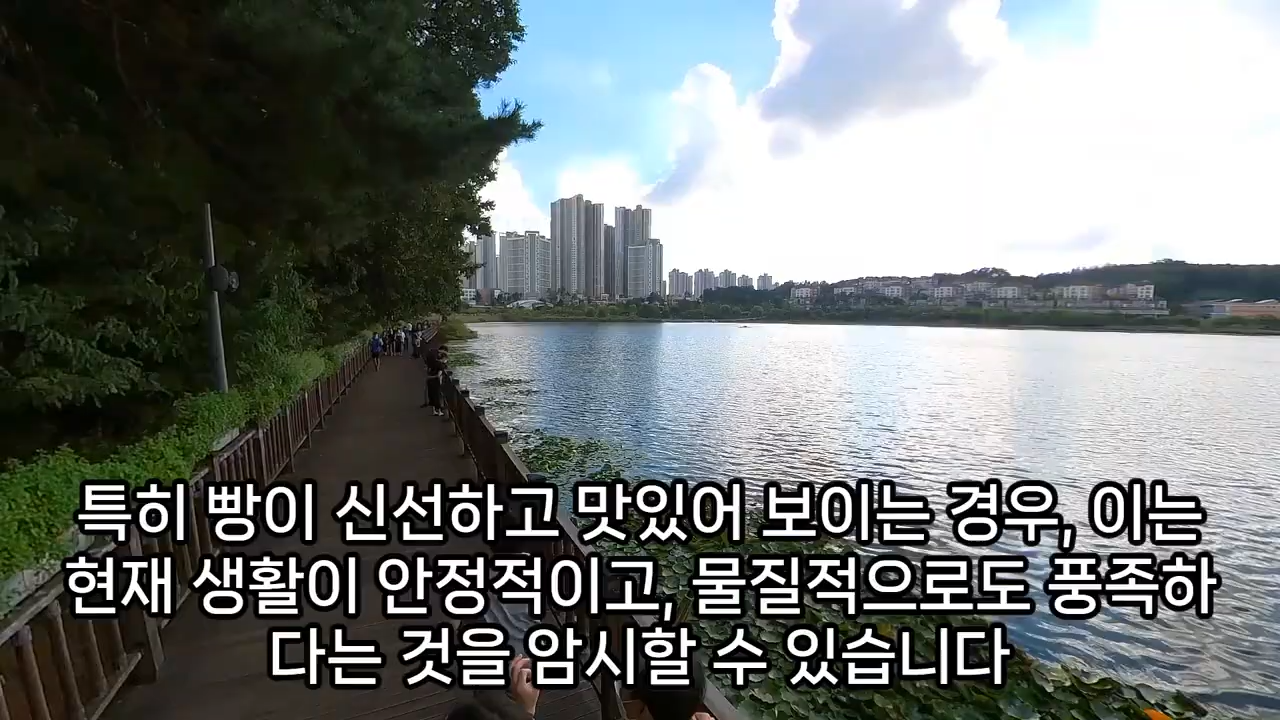 특히 빵이 신선하고 맛있어 보이는 경우, 이는
현재 생활이 안정적이고, 물질적으로도 풍족하
다는 것을 암시할 수 있습니다